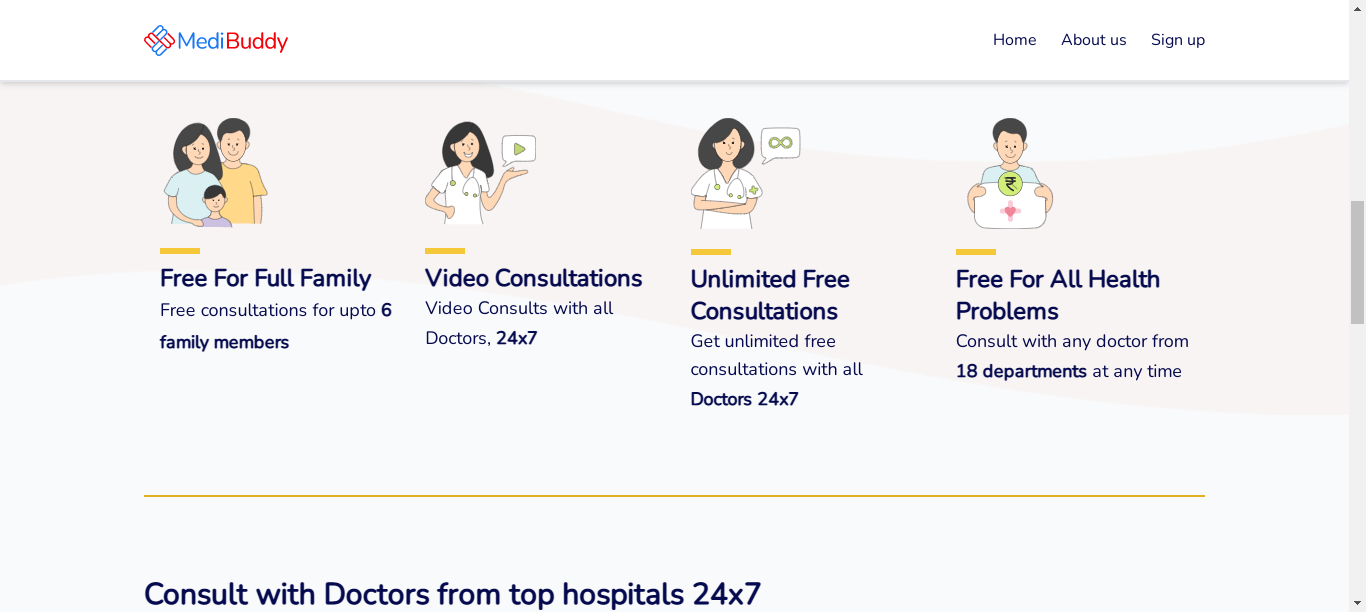 MediBuddy
Home About us Sign up
Free For Full Family
Free consultations for upto 6
family members
Video Consultations
Video Consults with all
Doctors, 24x7
Unlimited Free
Consultations
Get unlimited free
consultations with all
Doctors 24x7
₹
Free For All Health
Problems
Consult with any doctor from
18 departments at any time
Consult with Doctors from top hospitals 24x7